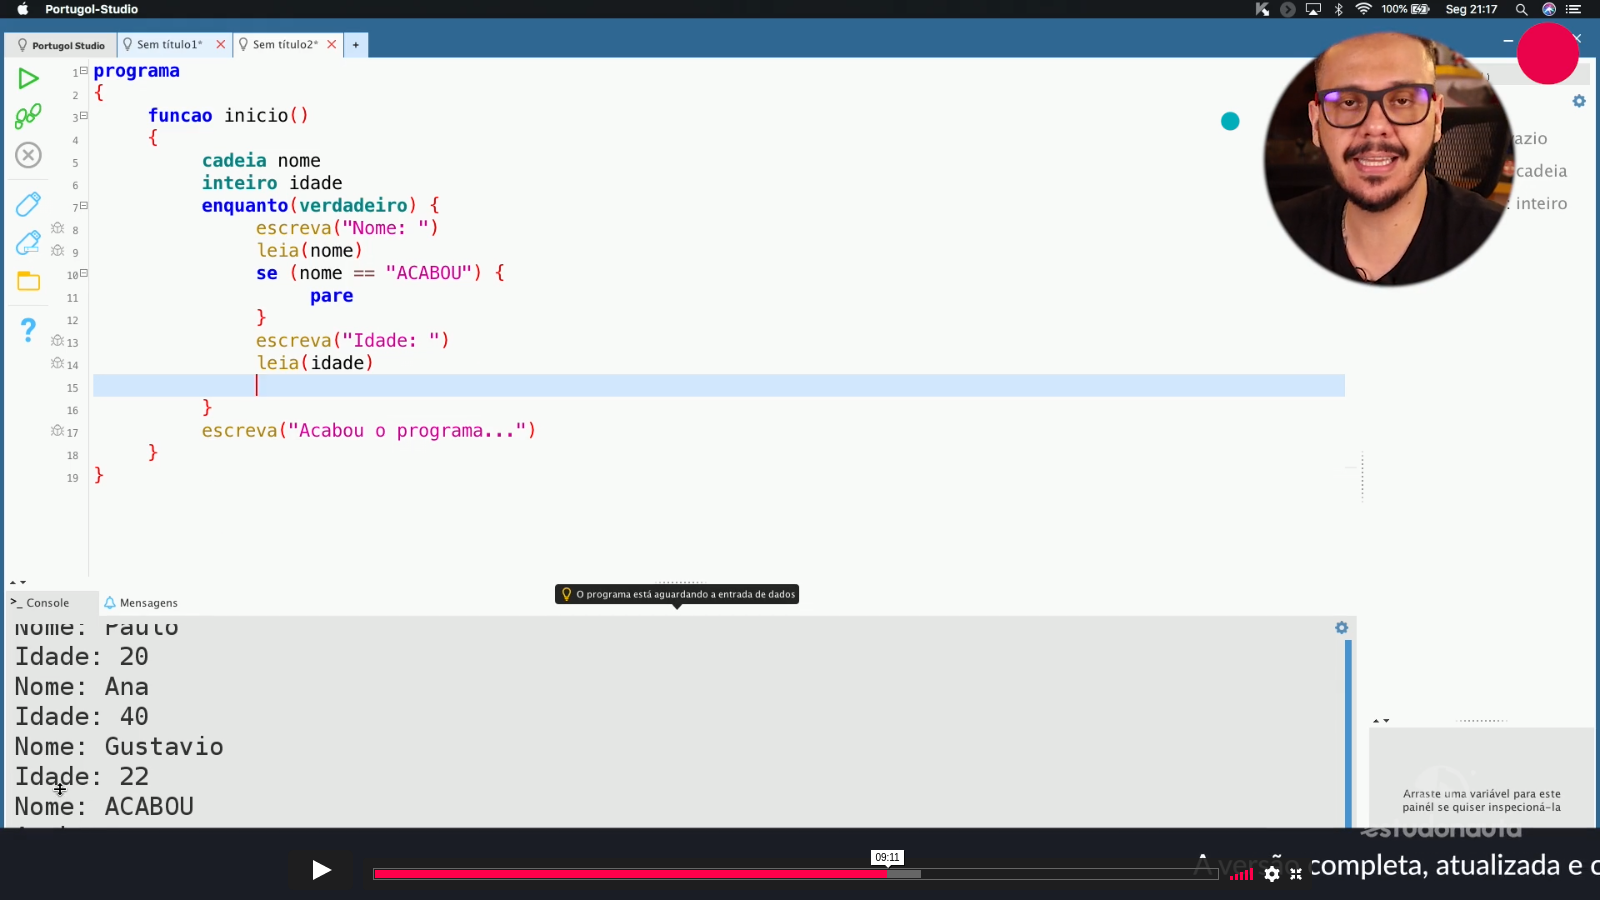 Portugol-Studio
100%
Seg 21:17
Portugol Studio
Sem título1*
Sem título2*
+
1 programa
2 {
3 funcao inicio()
4 {
5 cadeia nome
6 inteiro idade
7 enquanto(verdadeiro) {
8 escreva("Nome: ")
9 leia(nome)
10 se (nome == "ACABOU") {
11 pare
12 }
13 escreva("Idade: ")
14 leia(idade)
15
16 }
17 escreva("Acabou o programa...")
18 }
19 }
azio
cadeia
: inteiro
O programa está aguardando a entrada de dados
>_ Console
Mensagens
Nome: Paulo
Idade: 20
Nome: Ana
Idade: 40
Nome: Gustavio
Idade: 22
Nome: ACABOU
Arraste uma variável para este
painél se quiser inspecioná-la
estudonauta
09:11
A versão completa, atualizada e